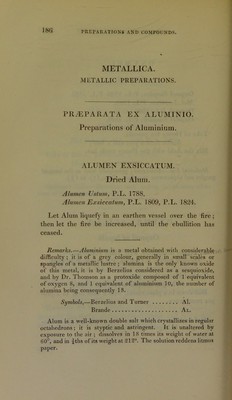 186 PREPARATIONS AND COMPOUNDS.
METALLICA.
METALLIC PREPARATIONS.
PRÆPARATA EX ALUMINIO.
Preparations of Aluminium.
ALUMEN EXSICCATUM.
Dried Alum.
Alumen Ustum, P.L. 1788.
Alumen Exsiccatum, P.L. 1809, P.L. 1824.
Let Alum liquefy in an earthen vessel over the fire;
then let the fire be increased, until the ebullition has
ceased.
Remarks.—Aluminium is a metal obtained with considerable
difficulty; it is of a grey colour, generally in small scales or
spangles of a metallic lustre; alumina is the only known oxide
of this metal, it is by Berzelius considered as a sesquioxide,
and by Dr. Thomson as a protoxide composed of 1 equivalent
of oxygen 8, and 1 equivalent of aluminium 10, the number of
alumina being consequently 18.
Symbols,—Berzelius and Turner ........ Al.
Brande .................... Al.
Alum is a well-known double salt which crystallizes in regular
octahedrons; it is styptic and astringent. It is unaltered by
exposure to the air; dissolves in 18 times its weight of water at
60°, and in ths of its weight at 212°. The solution reddens litmus
paper.